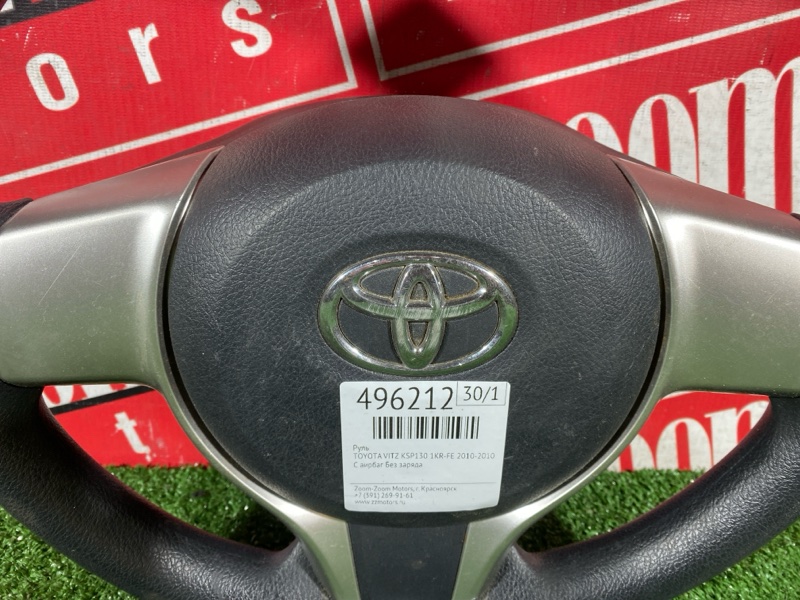 ors
oom
496212 30/1
Руль
TOYOTA VITZ KSP130 1KR-FE 2010-2010
С аирбаг Без заряда
Zoom-Zoom Motors, г. Красноярск
+7 (391) 269-91-61
www.zzmotors.ru